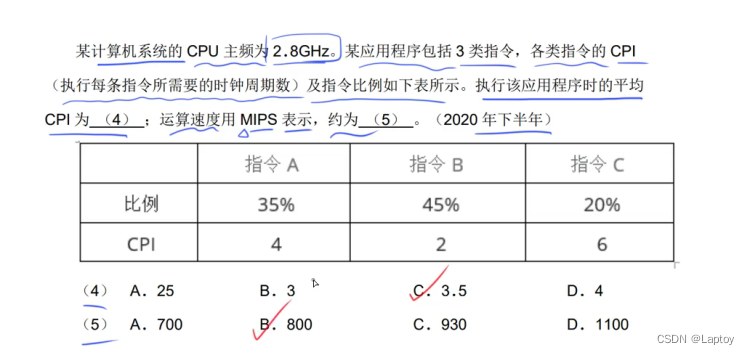 某计算机系统的 CPU 主频为 2.8GHz。某应用程序包括 3 类指令，各类指令的 CPI
（执行每条指令所需要的时钟周期数）及指令比例如下表所示。执行该应用程序时的平均
CPI 为 （4） ；运算速度用 MIPS 表示，约为 （5） 。（2020 年下半年）
指令 A 指令 B 指令 C
比例 35% 45% 20%
CPI 4 2 6
（4） A. 25 B. 3 C. 3.5 D. 4
（5） A. 700 B. 800 C. 930 D. 1100
CSDN @Laptoy